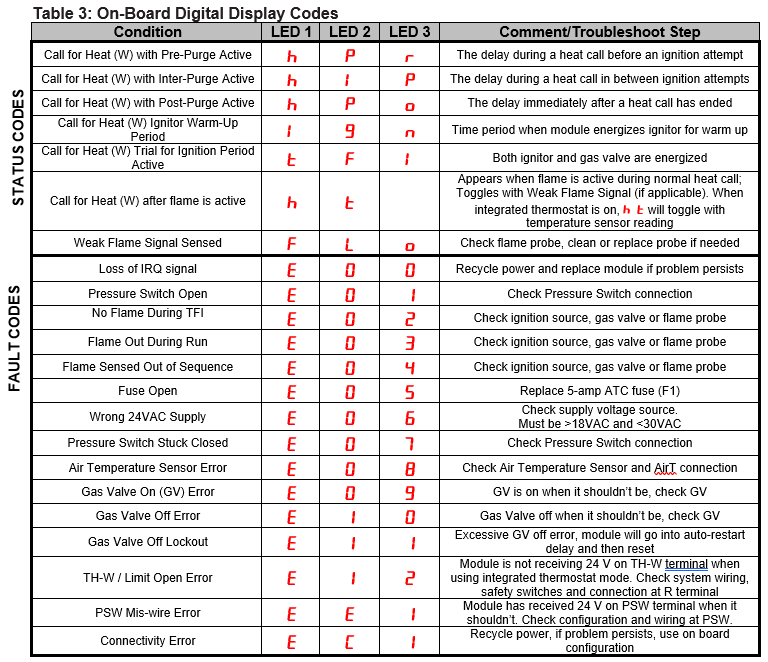 Table 3: On-Board Digital Display Codes
Condition LED 1 LED 2 LED 3 Comment/Troubleshoot Step
STATUS CODES
Call for Heat (W) with Pre-Purge Active h P r The delay during a heat call before an ignition attempt
Call for Heat (W) with Inter-Purge Active h I P The delay during a heat call in between ignition attempts
Call for Heat (W) with Post-Purge Active h P o The delay immediately after a heat call has ended
Call for Heat (W) Ignitor Warm-Up
Period I g n Time period when module energizes ignitor for warm up
Call for Heat (W) Trial for Ignition Period
Active t F I Both ignitor and gas valve are energized
Call for Heat (W) after flame is active h t
Appears when flame is active during normal heat call;
Toggles with Weak Flame Signal (if applicable). When
integrated thermostat is on, h t will toggle with
temperature sensor reading
Weak Flame Signal Sensed F L o Check flame probe, clean or replace probe if needed
FAULT CODES
Loss of IRQ signal E 0 0 Recycle power and replace module if problem persists
Pressure Switch Open E 0 1 Check Pressure Switch connection
No Flame During TFI E 0 2 Check ignition source, gas valve or flame probe
Flame Out During Run E 0 3 Check ignition source, gas valve or flame probe
Flame Sensed Out of Sequence E 0 4 Check ignition source, gas valve or flame probe
Fuse Open E 0 5 Replace 5-amp ATC fuse (F1)
Wrong 24VAC Supply E 0 6 Check supply voltage source.
Must be >18VAC and <30VAC
Pressure Switch Stuck Closed E 0 7 Check Pressure Switch connection
Air Temperature Sensor Error E 0 8 Check Air Temperature Sensor and AirT connection
Gas Valve On (GV) Error E 0 9 GV is on when it shouldn't be, check GV
Gas Valve Off Error E 1 0 Gas Valve off when it shouldn't be, check GV
Gas Valve Off Lockout E 1 1 Excessive GV off error, module will go into auto-restart
delay and then reset
TH-W / Limit Open Error E 1 2 Module is not receiving 24 V on TH-W terminal when
using integrated thermostat mode. Check system wiring,
safety switches and connection at R terminal
PSW Mis-wire Error E E 1 Module has received 24 V on PSW terminal when it
shouldn't. Check configuration and wiring at PSW.
Connectivity Error E C 1 Recycle power, if problem persists, use on board
configuration